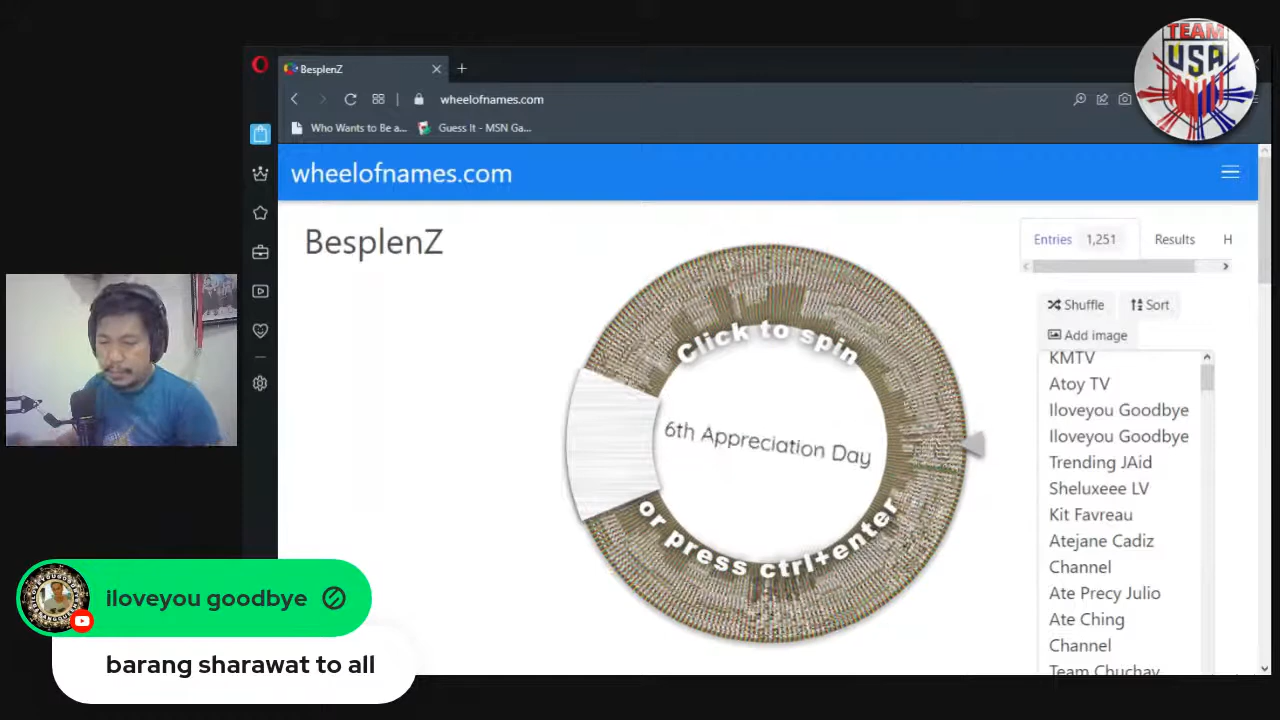 TEAM
USA
BesplenZ
wheelofnames.com
Who Wants to Be a...
Guess It - MSN Ga...
wheelofnames.com
BesplenZ
Entries 1,251
Results
H
Shuffle
Sort
Add image
Click to spin
6th Appreciation Day
or press ctrl+enter
KMTV
Atoy TV
Iloveyou Goodbye
Iloveyou Goodbye
Trending JAid
Sheluxeee LV
Kit Favreau
Atejane Cadiz
Channel
Ate Precy Julio
Ate Ching
Channel
Team Chuchay
iloveyou goodbye
barang sharawat to all